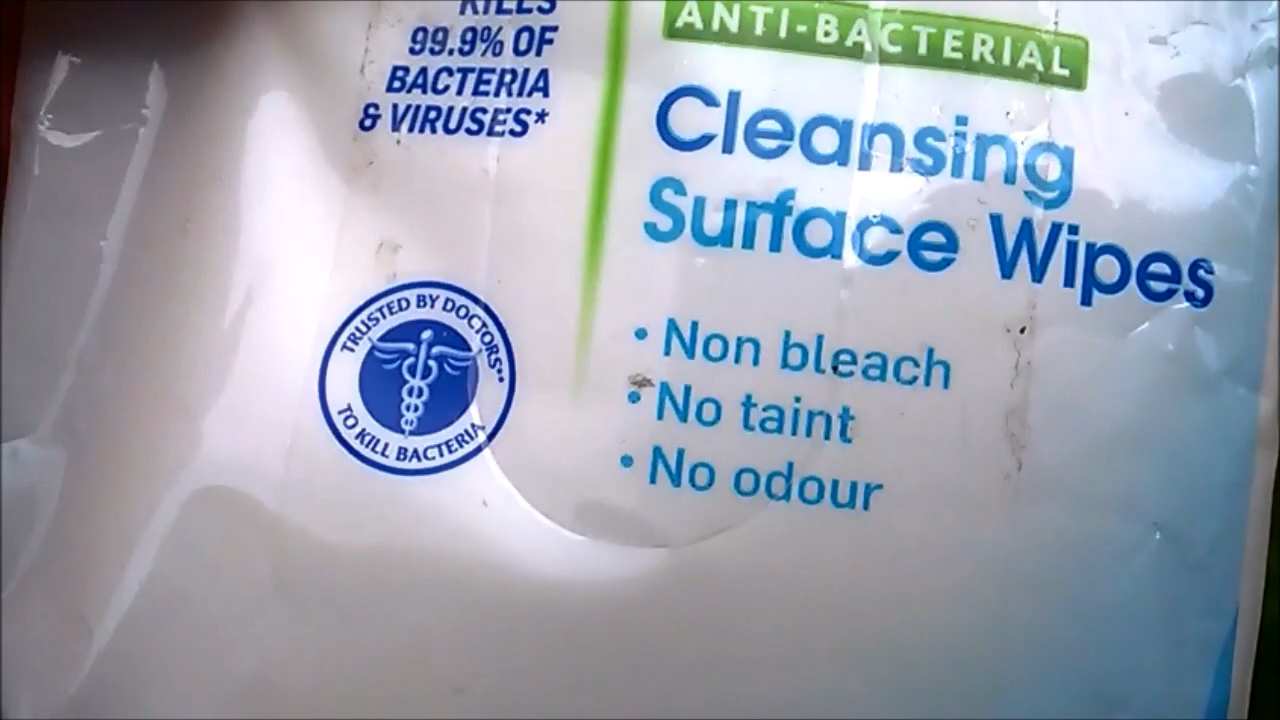 KILLS
99.9% OF
BACTERIA
& VIRUSES*
ANTI-BACTERIAL
Cleansing
Surface Wipes
TRUSTED BY DOCTORS**
TO KILL BACTERIA
• Non bleach
• No taint
• No odour